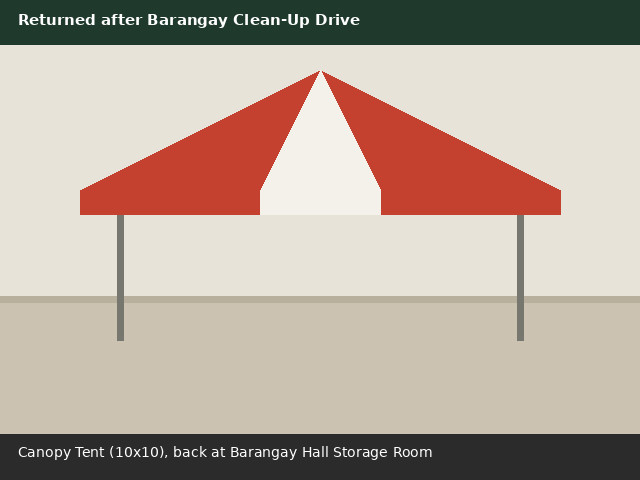 Returned after Barangay Clean-Up Drive
Canopy Tent (10x10), back at Barangay Hall Storage Room